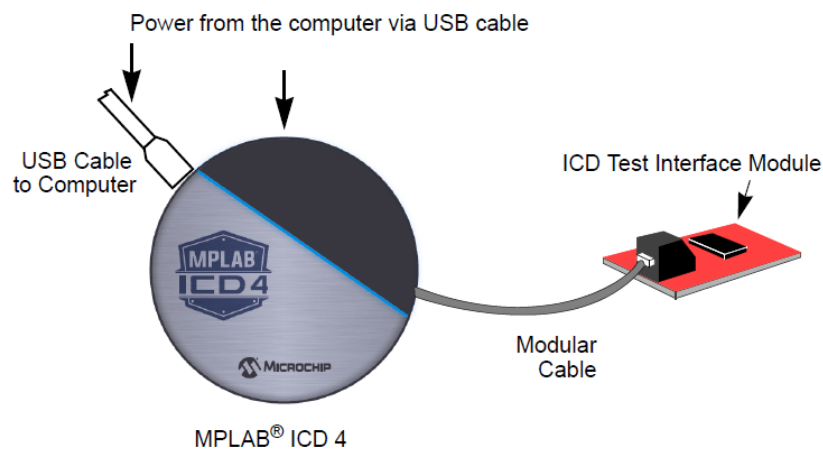 Power from the computer via USB cable
USB Cable
to Computer
ICD Test Interface Module
MPLAB®
ICD 4
MICROCHIP
Modular
Cable
MPLAB® ICD 4